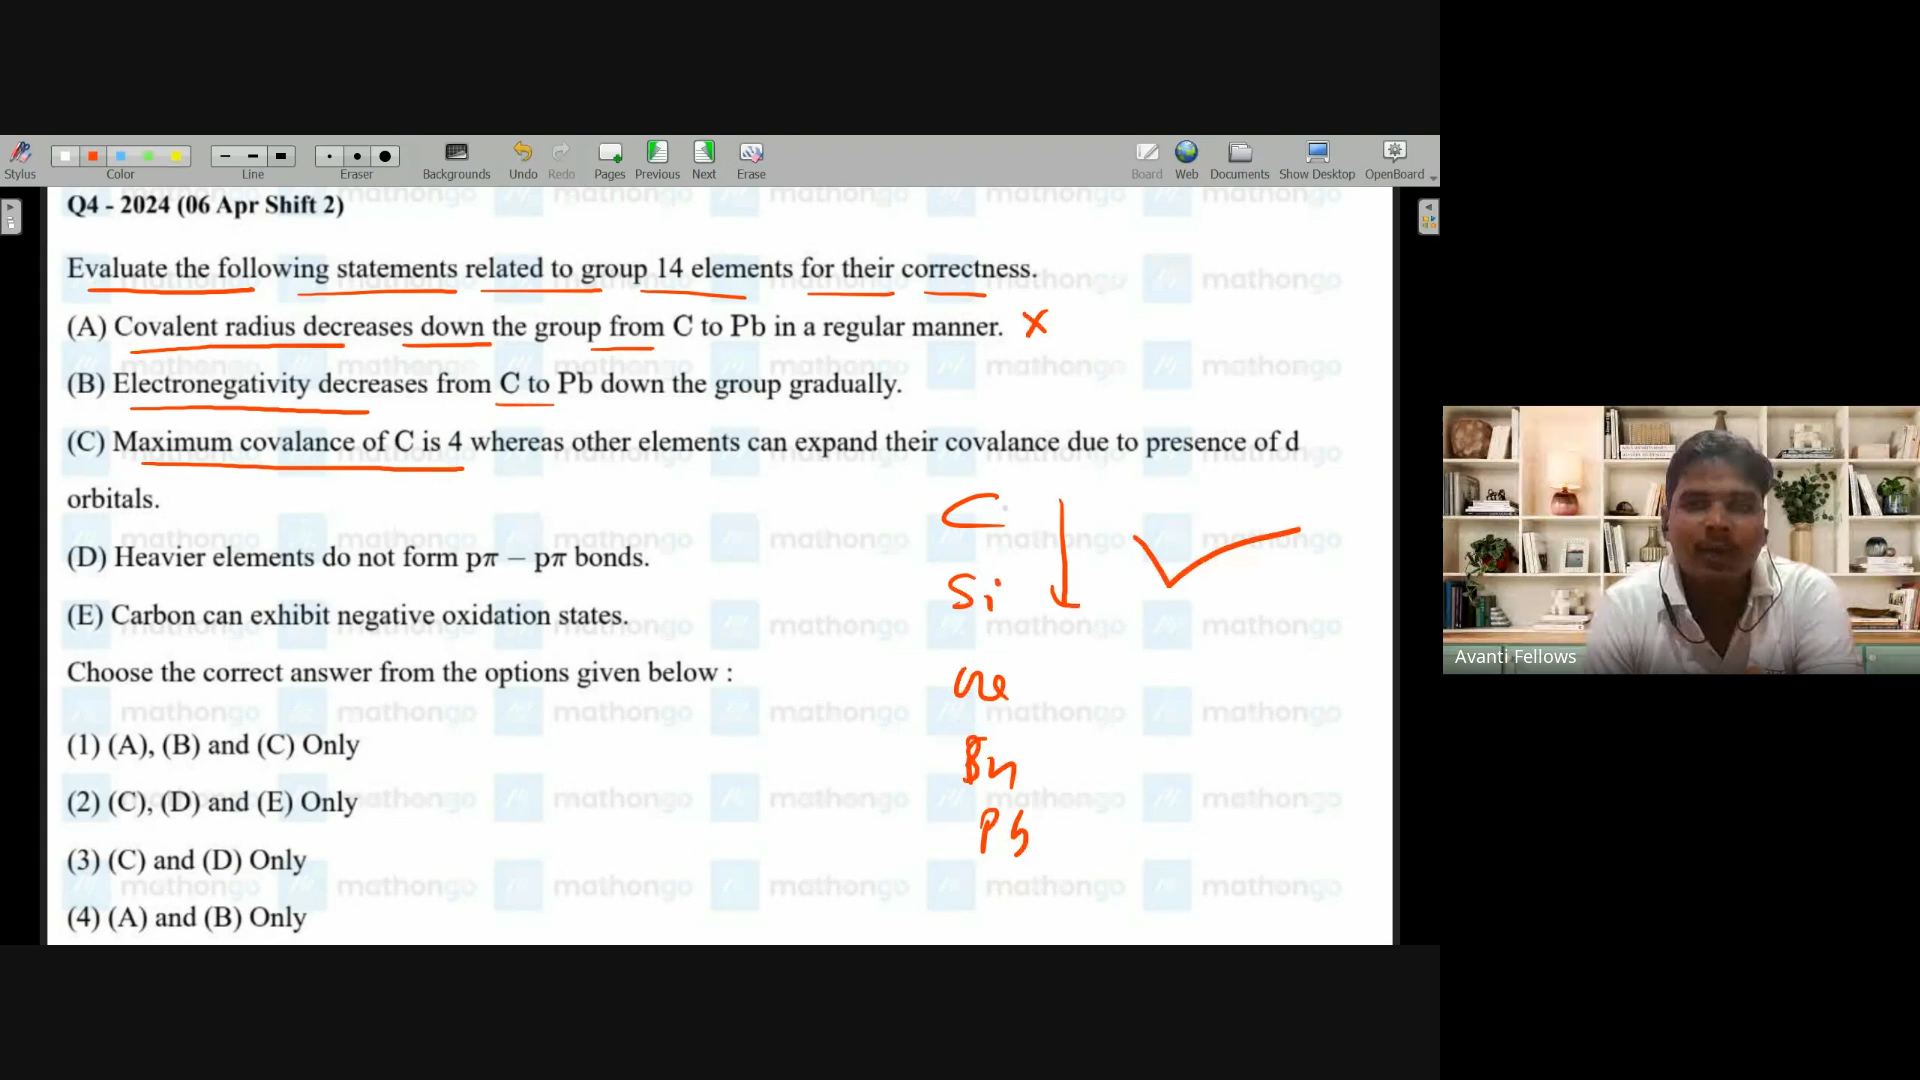 Stylus
Color
Line
Eraser
Backgrounds
Undo
Redo
Pages
Previous
Next
Erase
Board
Web
Documents
Show Desktop
OpenBoard
Q4 - 2024 (06 Apr Shift 2)
Evaluate the following statements related to group 14 elements for their correctness.
(A) Covalent radius decreases down the group from C to Pb in a regular manner. X
(B) Electronegativity decreases from C to Pb down the group gradually.
(C) Maximum covalance of C is 4 whereas other elements can expand their covalance due to presence of d
orbitals.
(D) Heavier elements do not form pπ − pπ bonds.
(E) Carbon can exhibit negative oxidation states.
Choose the correct answer from the options given below :
(1) (A), (B) and (C) Only
(2) (C), (D) and (E) Only
(3) (C) and (D) Only
(4) (A) and (B) Only
C
Si
Ge
Pb
mathongo
Avanti Fellows